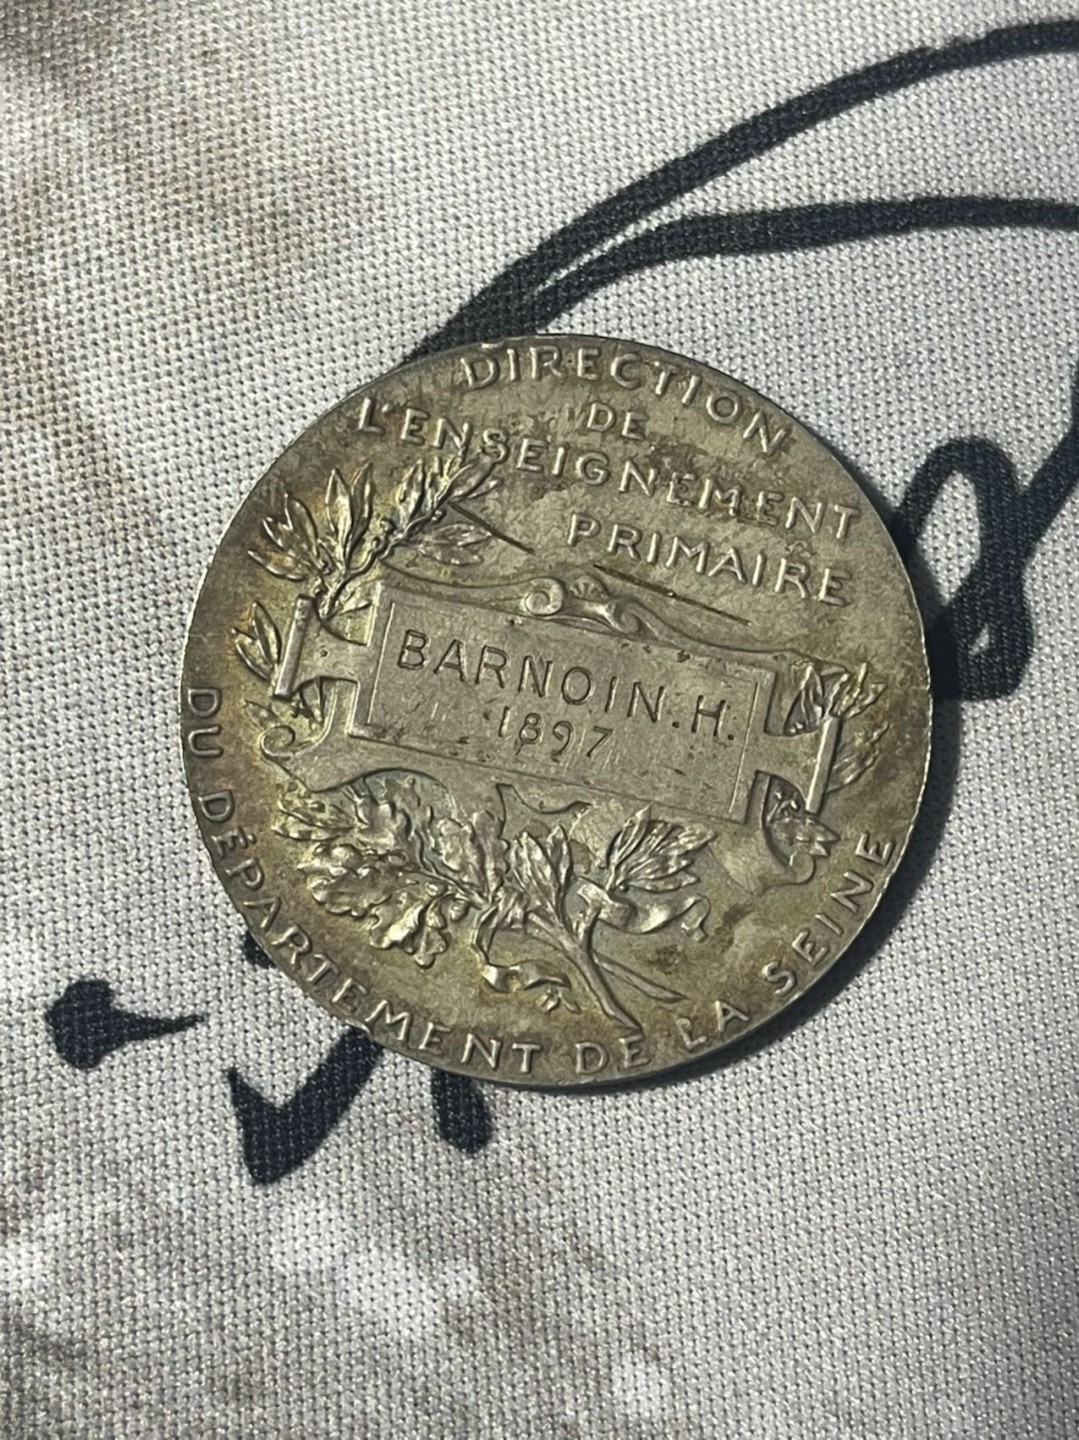 DIRECTION
DE
L'ENSEIGNEMENT
PRIMAIRE
BARNOIN.H.
1897
DU DÉPARTEMENT DE LA SEINE